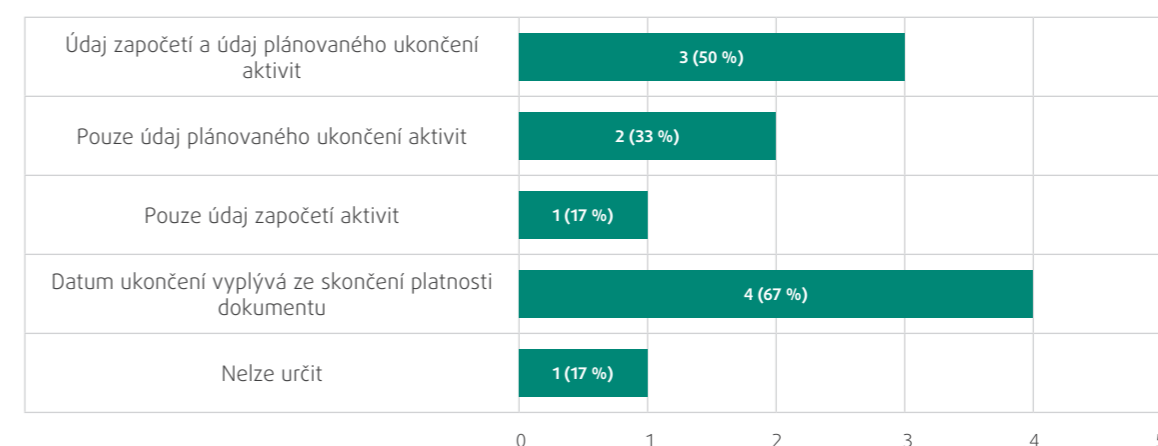 Údaj započetí a údaj plánovaného ukončení
aktivit
3 (50 %)
Pouze údaj plánovaného ukončení aktivit
2 (33 %)
Pouze údaj započetí aktivit
1 (17 %)
Datum ukončení vyplývá ze skončení platnosti
dokumentu
4 (67 %)
Nelze určit
1 (17 %)
0 1 2 3 4 5